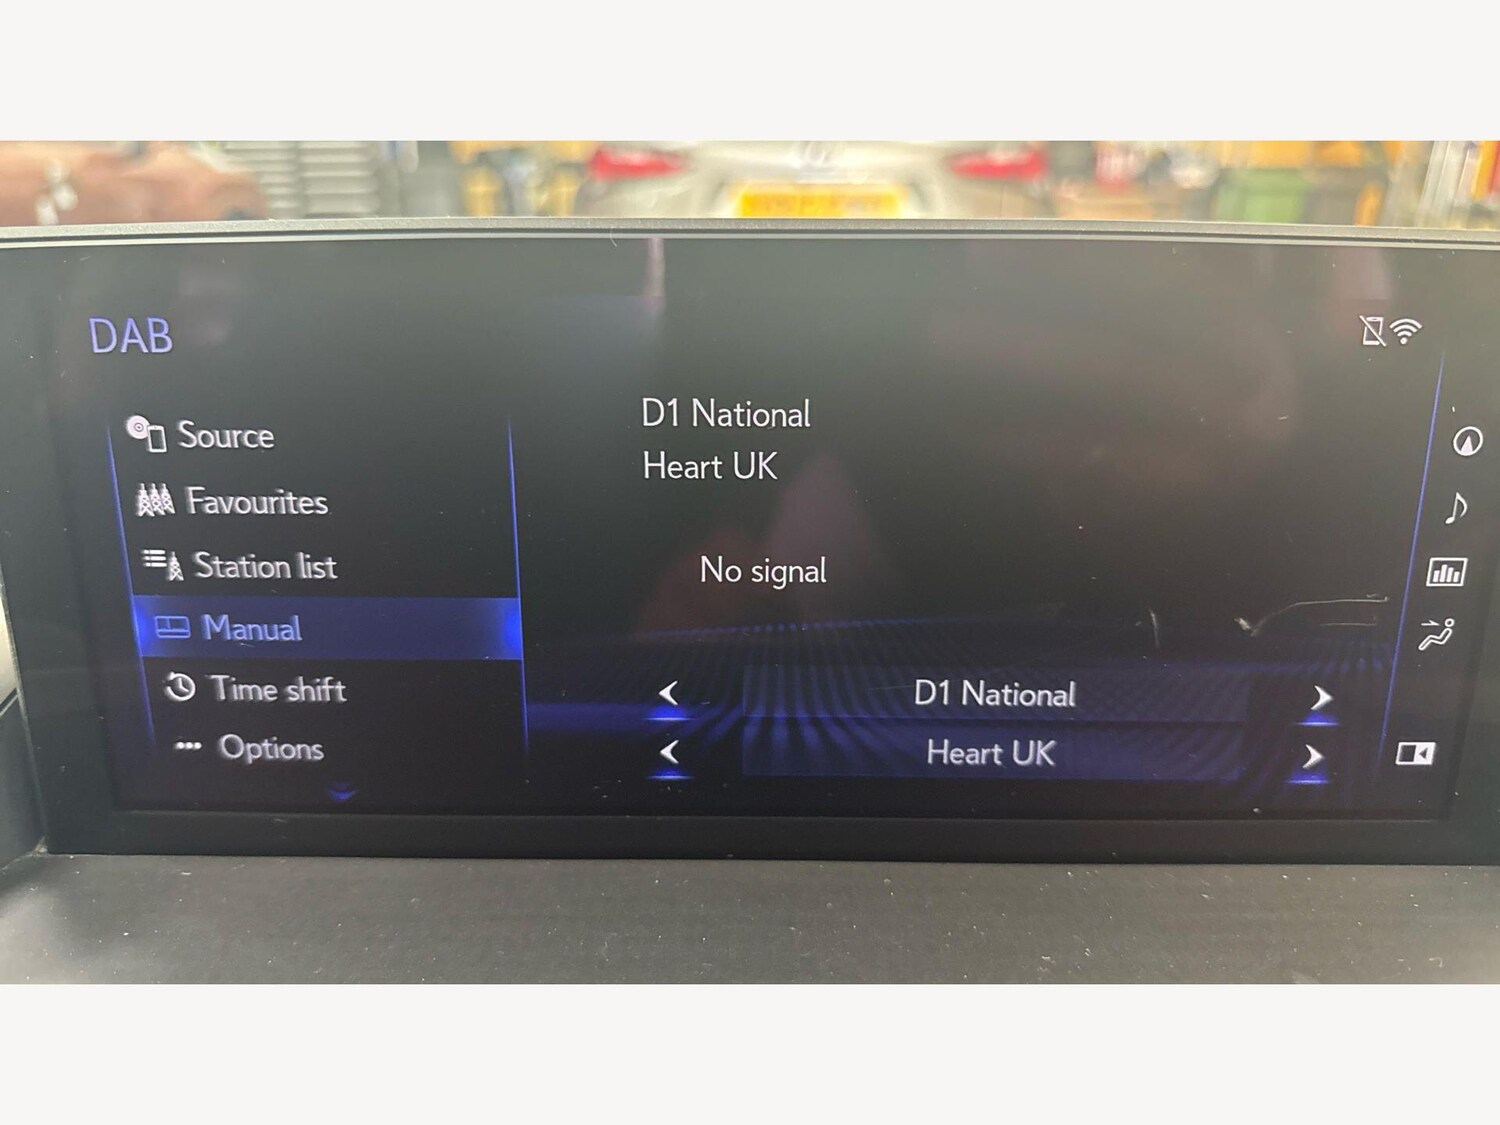 DAB
Source
Favourites
Station list
Manual
Time shift
Options
D1 National
Heart UK
No signal
D1 National
Heart UK